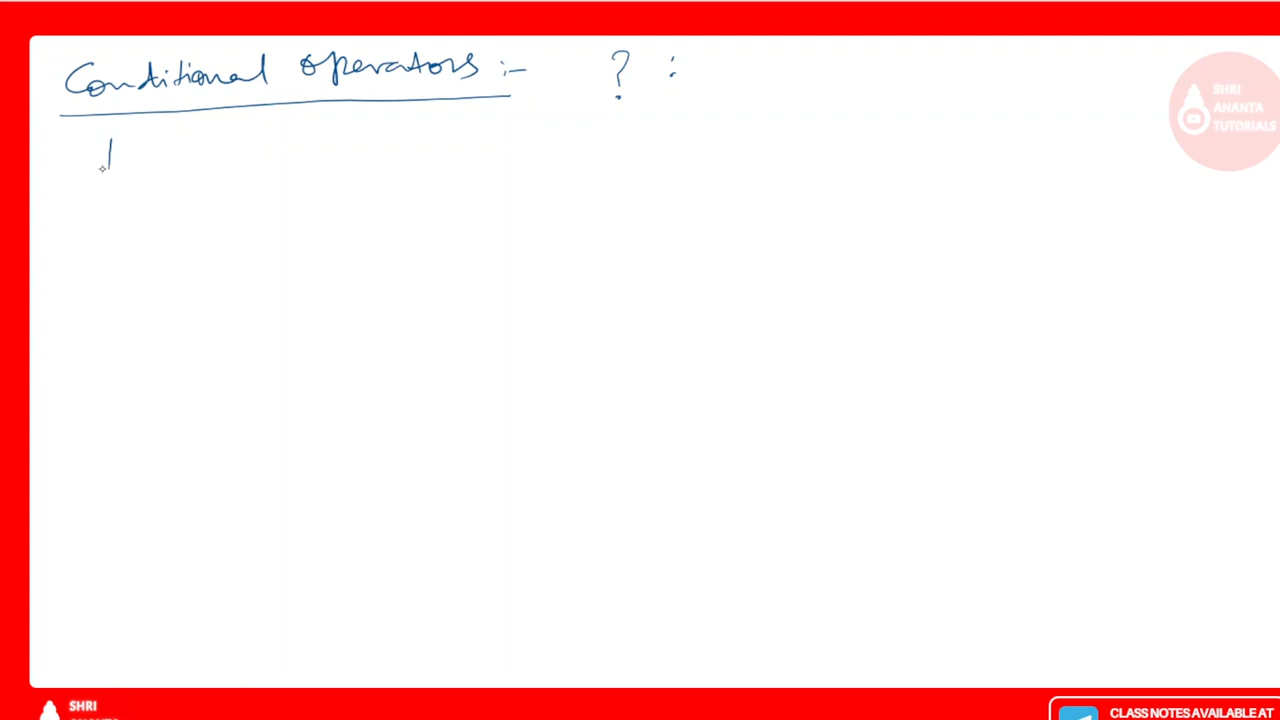 Conditional operators :- ? :
SHRI
ANANTA
TUTORIALS
SHRI
CLASS NOTES AVAILABLE AT